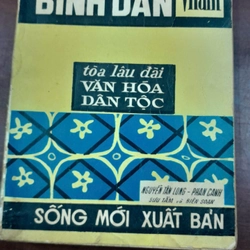 BÌNH DÂN
tòa lâu đài
VĂN HÓA
DÂN TỘC
NGUYỄN TẤN LONG - PHAN CANH
SƯU TẦM và BIÊN SOẠN
SỐNG MỚI XUẤT BẢN